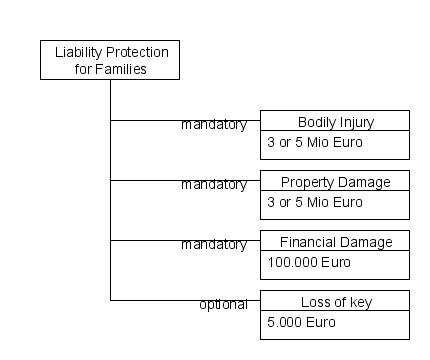 Liability Protection
for Families
mandatory
Bodily Injury
3 or 5 Mio Euro
mandatory
Property Damage
3 or 5 Mio Euro
mandatory
Financial Damage
100.000 Euro
optional
Loss of key
5.000 Euro